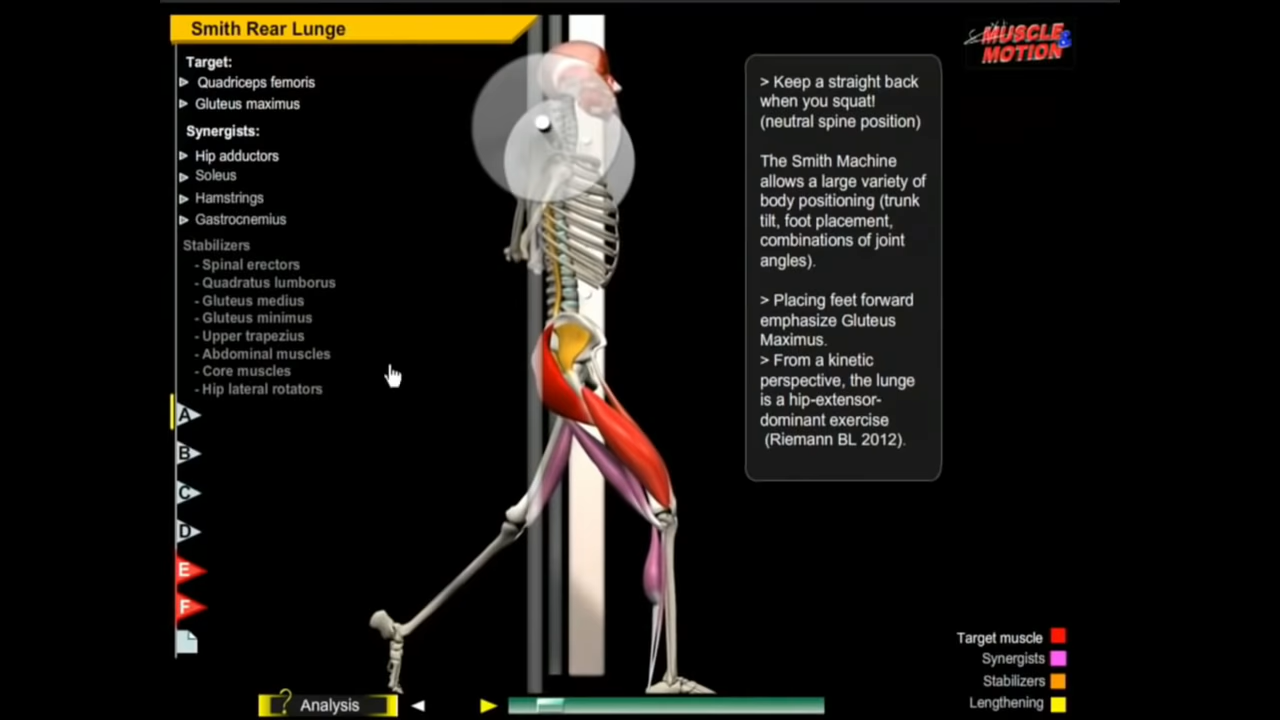 Smith Rear Lunge
MUSCLE &
MOTION
Target:
Quadriceps femoris
Gluteus maximus
Synergists:
Hip adductors
Soleus
Hamstrings
Gastrocnemius
Stabilizers
- Spinal erectors
- Quadratus lumborus
- Gluteus medius
- Gluteus minimus
- Upper trapezius
- Abdominal muscles
- Core muscles
- Hip lateral rotators
A
B
C
D
E
F
> Keep a straight back
when you squat!
(neutral spine position)
The Smith Machine
allows a large variety of
body positioning (trunk
tilt, foot placement,
combinations of joint
angles).
> Placing feet forward
emphasize Gluteus
Maximus.
> From a kinetic
perspective, the lunge
is a hip-extensor-
dominant exercise
(Riemann BL 2012).
Target muscle
Synergists
Stabilizers
Lengthening
? Analysis